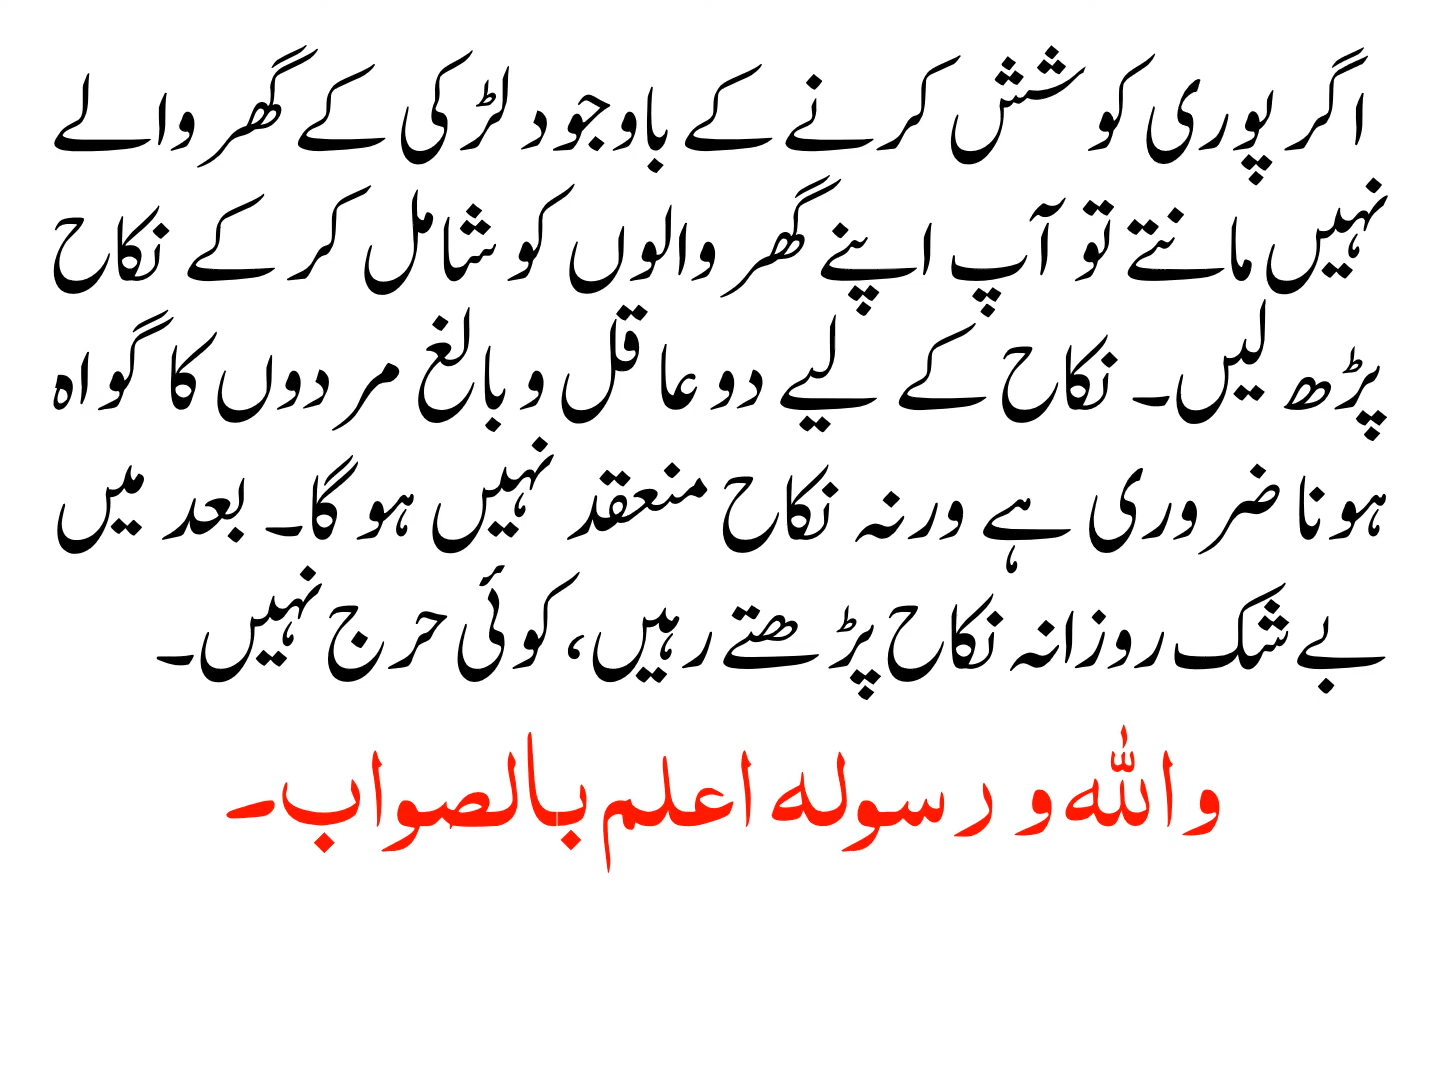 اگر پوری کوشش کرنے کے باوجود لڑکی کے گھر والے
نہیں مانتے تو آپ اپنے گھر والوں کو شامل کر کے نکاح
پڑھ لیں۔ نکاح کے لیے دو عاقل و بالغ مردوں کا گواہ
ہونا ضروری ہے ورنہ نکاح منعقد نہیں ہو گا۔ بعد میں
بے شک روزانہ نکاح پڑھتے رہیں، کوئی حرج نہیں۔
و اللہ و رسولہ اعلم بالصواب۔